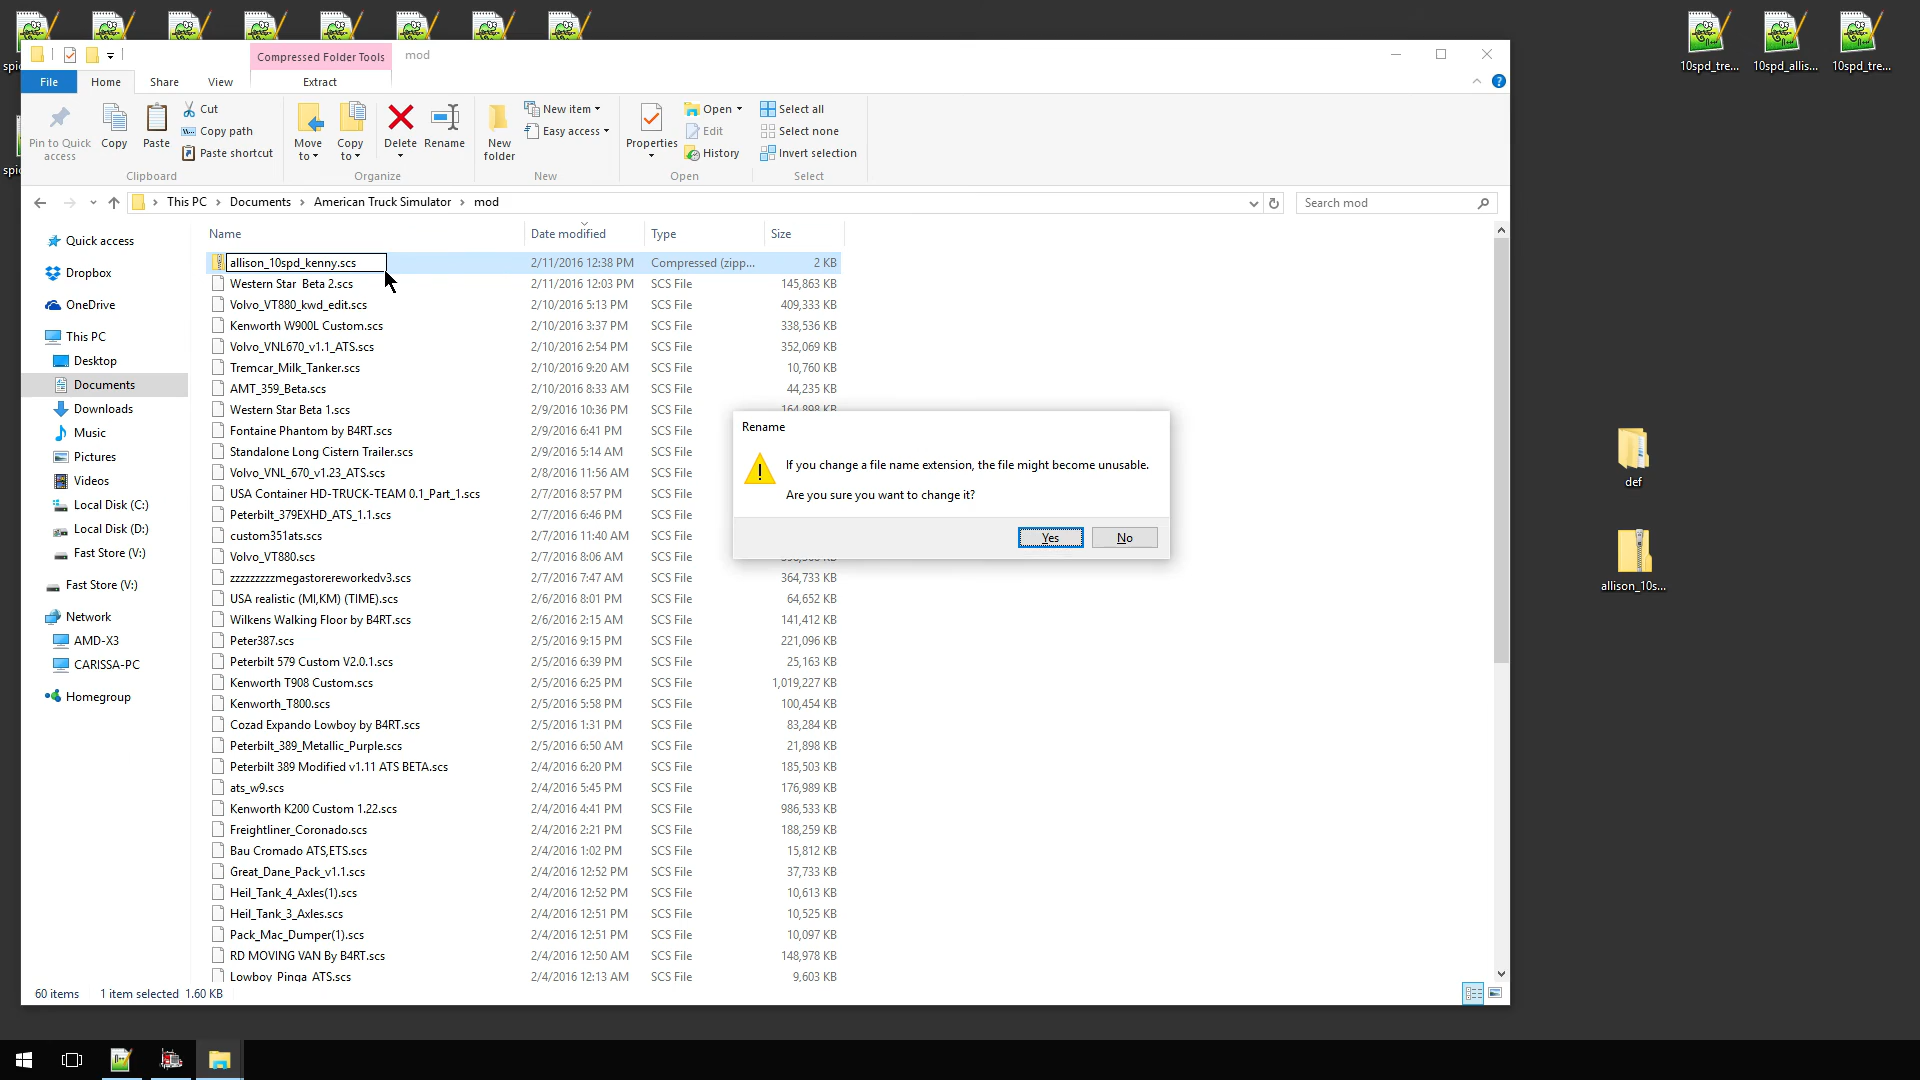 10spd_tre...
10spd_allis...
10spd_tre...
Compressed Folder Tools
mod
File
Home
Share
View
Extract
Pin to Quick access
Copy
Paste
Cut
Copy path
Paste shortcut
Clipboard
Move to
Copy to
Delete
Rename
Organize
New folder
New item
Easy access
New
Properties
Open
Edit
History
Open
Select all
Select none
Invert selection
Select
This PC > Documents > American Truck Simulator > mod
Search mod
Name Date modified Type Size
Quick access
Dropbox
OneDrive
This PC
Desktop
Documents
Downloads
Music
Pictures
Videos
Local Disk (C:)
Local Disk (D:)
Fast Store (V:)
Fast Store (V:)
Network
AMD-X3
CARISSA-PC
Homegroup
allison_10spd_kenny.scs 2/11/2016 12:38 PM Compressed (zipp... 2 KB
Western Star Beta 2.scs 2/11/2016 12:03 PM SCS File 145,863 KB
Volvo_VT880_kwd_edit.scs 2/10/2016 5:13 PM SCS File 409,333 KB
Kenworth W900L Custom.scs 2/10/2016 3:37 PM SCS File 338,536 KB
Volvo_VNL670_v1.1_ATS.scs 2/10/2016 2:54 PM SCS File 352,069 KB
Tremcar_Milk_Tanker.scs 2/10/2016 9:20 AM SCS File 10,760 KB
AMT_359_Beta.scs 2/10/2016 8:33 AM SCS File 44,235 KB
Western Star Beta 1.scs 2/9/2016 10:36 PM SCS File 164,898 KB
Fontaine Phantom by B4RT.scs 2/9/2016 6:41 PM SCS File
Standalone Long Cistern Trailer.scs 2/9/2016 5:14 AM SCS File
Volvo_VNL_670_v1.23_ATS.scs 2/8/2016 11:56 AM SCS File
USA Container HD-TRUCK-TEAM 0.1_Part_1.scs 2/7/2016 8:57 PM SCS File
Peterbilt_379EXHD_ATS_1.1.scs 2/7/2016 6:46 PM SCS File
custom351ats.scs 2/7/2016 11:40 AM SCS File
Volvo_VT880.scs 2/7/2016 8:06 AM SCS File
zzzzzzzzzmegastorereworkedv3.scs 2/7/2016 7:47 AM SCS File 364,733 KB
USA realistic (MI,KM) (TIME).scs 2/6/2016 8:01 PM SCS File 64,652 KB
Wilkens Walking Floor by B4RT.scs 2/6/2016 2:15 AM SCS File 141,412 KB
Peter387.scs 2/5/2016 9:15 PM SCS File 221,096 KB
Peterbilt 579 Custom V2.0.1.scs 2/5/2016 6:39 PM SCS File 25,163 KB
Kenworth T908 Custom.scs 2/5/2016 6:25 PM SCS File 1,019,227 KB
Kenworth_T800.scs 2/5/2016 5:58 PM SCS File 100,454 KB
Cozad Expando Lowboy by B4RT.scs 2/5/2016 1:31 PM SCS File 83,284 KB
Peterbilt_389_Metallic_Purple.scs 2/5/2016 6:50 AM SCS File 21,898 KB
Peterbilt 389 Modified v1.11 ATS BETA.scs 2/4/2016 6:20 PM SCS File 185,503 KB
ats_w9.scs 2/4/2016 5:45 PM SCS File 176,989 KB
Kenworth K200 Custom 1.22.scs 2/4/2016 4:41 PM SCS File 986,533 KB
Freightliner_Coronado.scs 2/4/2016 2:21 PM SCS File 188,259 KB
Bau Cromado ATS,ETS.scs 2/4/2016 1:02 PM SCS File 15,812 KB
Great_Dane_Pack_v1.1.scs 2/4/2016 12:52 PM SCS File 37,733 KB
Heil_Tank_4_Axles(1).scs 2/4/2016 12:52 PM SCS File 10,613 KB
Heil_Tank_3_Axles.scs 2/4/2016 12:51 PM SCS File 10,525 KB
Pack_Mac_Dumper(1).scs 2/4/2016 12:51 PM SCS File 10,097 KB
RD MOVING VAN By B4RT.scs 2/4/2016 12:50 AM SCS File 148,978 KB
Lowboy_Pinga_ATS.scs 2/4/2016 12:13 AM SCS File 9,603 KB
Rename
If you change a file name extension, the file might become unusable.
Are you sure you want to change it?
Yes
No
def
allison_10s...
60 items 1 item selected 1.60 KB